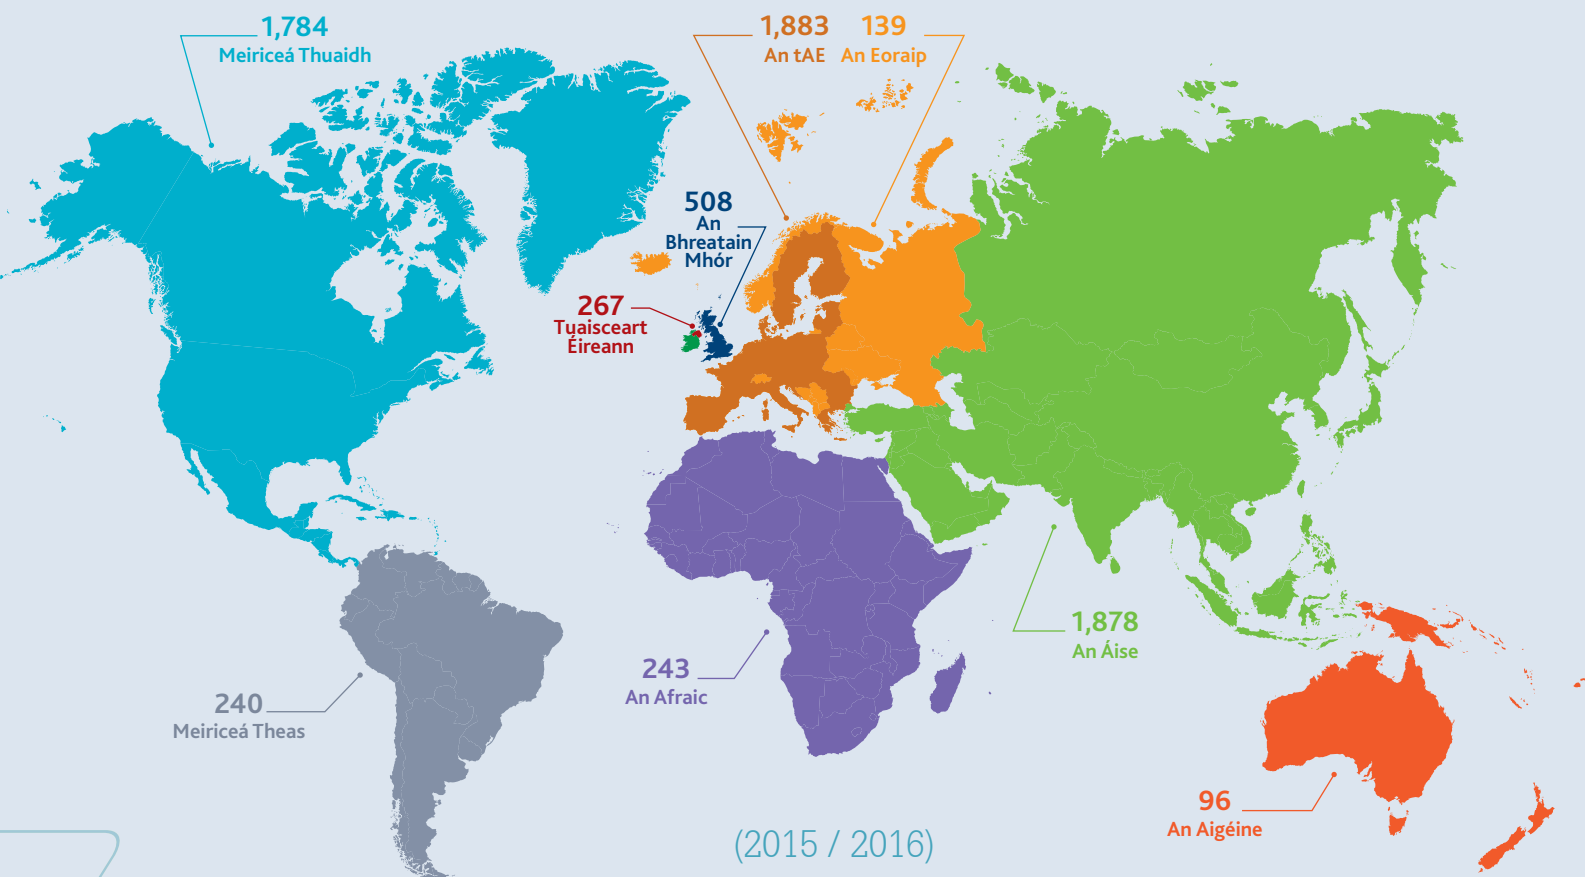 1,784
Meiriceá Thuaidh
1,883
An tAE
139
An Eoraip
508
An
Bhreatain
Mhór
267
Tuaisceart
Éireann
1,878
An Áise
243
An Afraic
240
Meiriceá Theas
96
An Aigéine
(2015 / 2016)